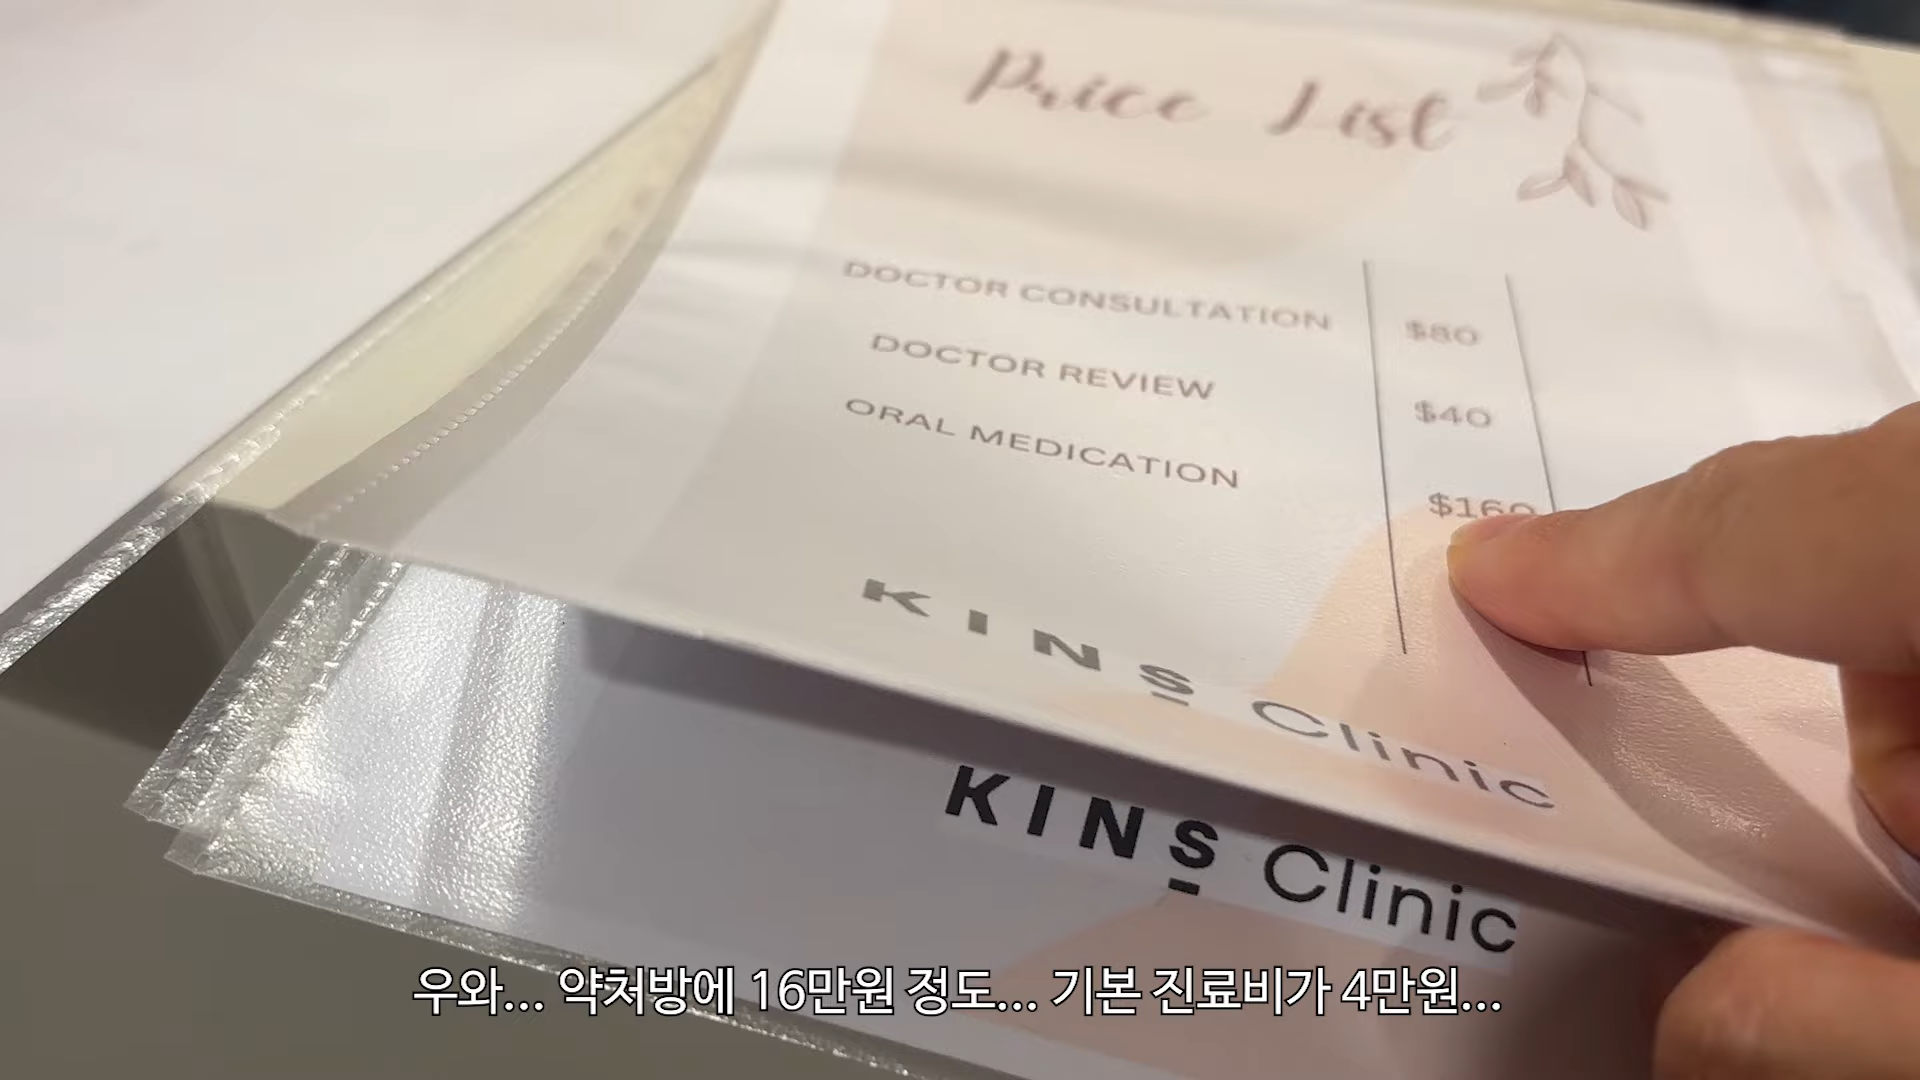 Price List
DOCTOR CONSULTATION $80
DOCTOR REVIEW $40
ORAL MEDICATION $160
KINS Clinic
KINS Clinic
우와... 약처방에 16만원 정도... 기본 진료비가 4만원...